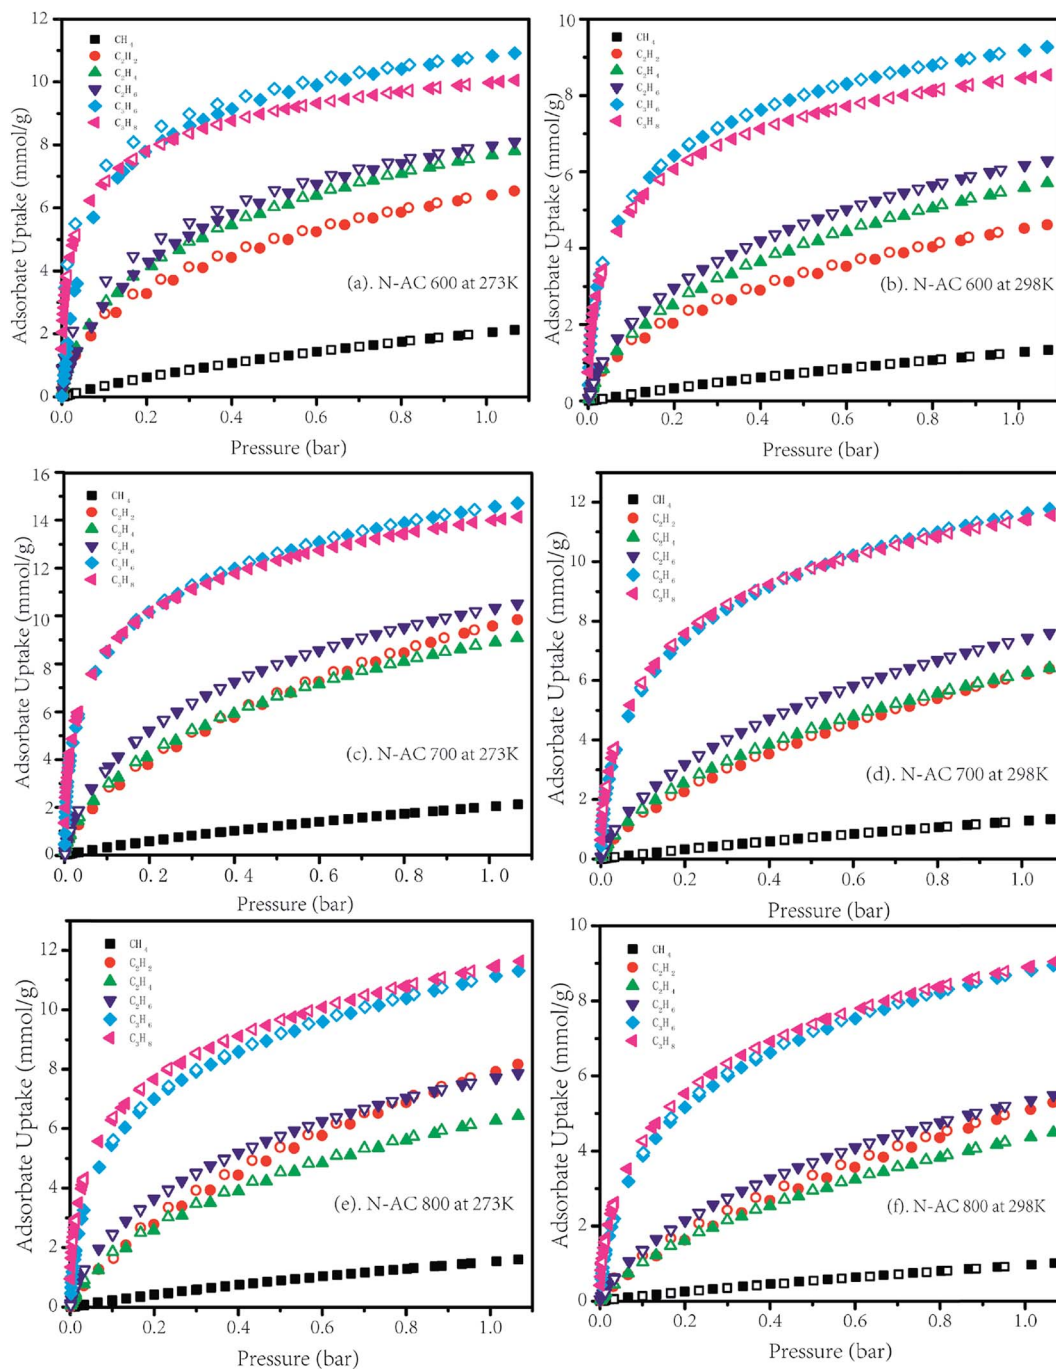 12
10
8
6
4
2
0
Adsorbate Uptake (mmol/g)
CH4
C2H2
C2H4
C2H6
C3H6
C3H8
(a). N-AC 600 at 273K
0.0 0.2 0.4 0.6 0.8 1.0
Pressure (bar)
10
8
6
4
2
0
Adsorbate Uptake (mmol/g)
CH4
C2H2
C2H4
C2H6
C3H6
C3H8
(b). N-AC 600 at 298K
0.0 0.2 0.4 0.6 0.8 1.0
Pressure (bar)
16
14
12
10
8
6
4
2
0
Adsorbate Uptake (mmol/g)
CH4
C2H2
C2H4
C2H6
C3H6
C3H8
(c). N-AC 700 at 273K
0.0 0.2 0.4 0.6 0.8 1.0
Pressure (bar)
12
10
8
6
4
2
0
Adsorbate Uptake (mmol/g)
CH4
C2H2
C2H4
C2H6
C3H6
C3H8
(d). N-AC 700 at 298K
0.0 0.2 0.4 0.6 0.8 1.0
Pressure (bar)
12
10
8
6
4
2
0
Adsorbate Uptake (mmol/g)
CH4
C2H2
C2H4
C2H6
C3H6
C3H8
(e). N-AC 800 at 273K
0.0 0.2 0.4 0.6 0.8 1.0
Pressure (bar)
10
8
6
4
2
0
Adsorbate Uptake (mmol/g)
CH4
C2H2
C2H4
C2H6
C3H6
C3H8
(f). N-AC 800 at 298K
0.0 0.2 0.4 0.6 0.8 1.0
Pressure (bar)